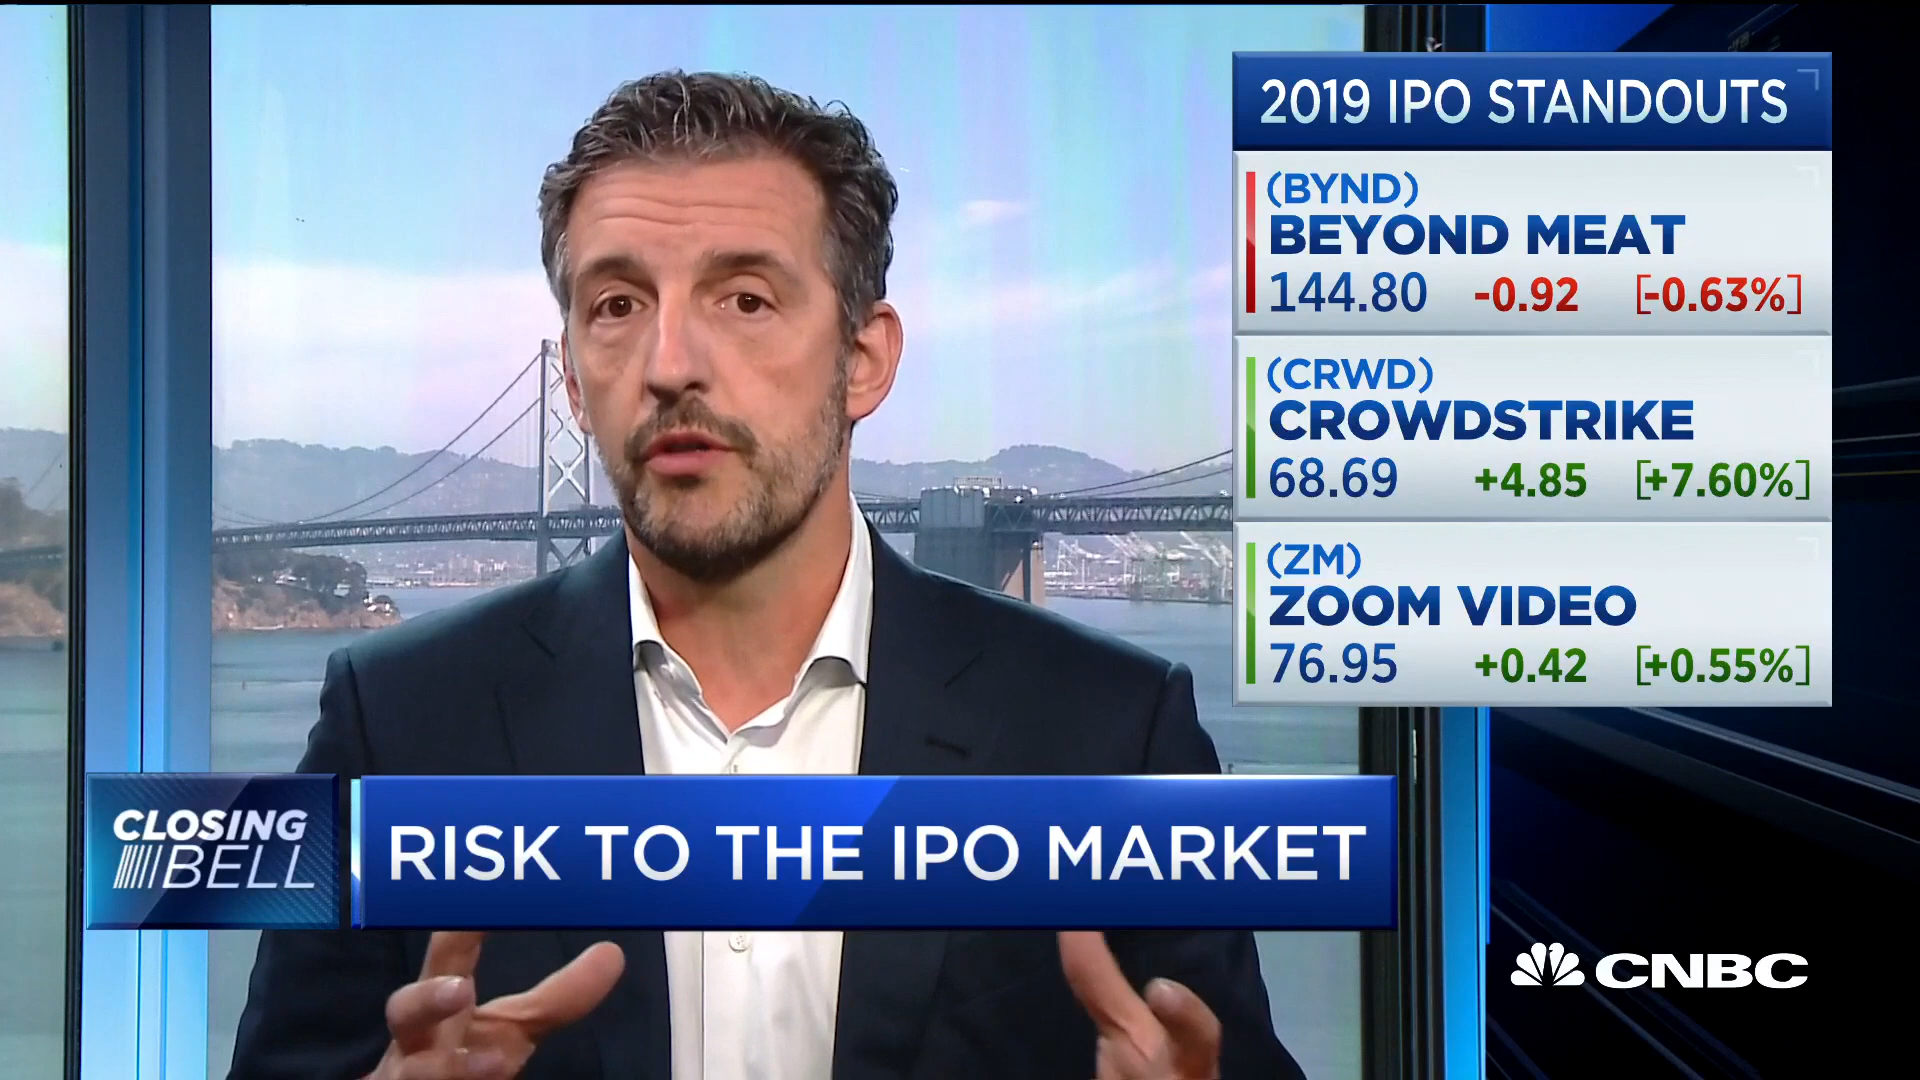 2019 IPO STANDOUTS
(BYND)
BEYOND MEAT
144.80 -0.92 [-0.63%]
(CRWD)
CROWDSTRIKE
68.69 +4.85 [+7.60%]
(ZM)
ZOOM VIDEO
76.95 +0.42 [+0.55%]
CLOSING
BELL
RISK TO THE IPO MARKET
CNBC